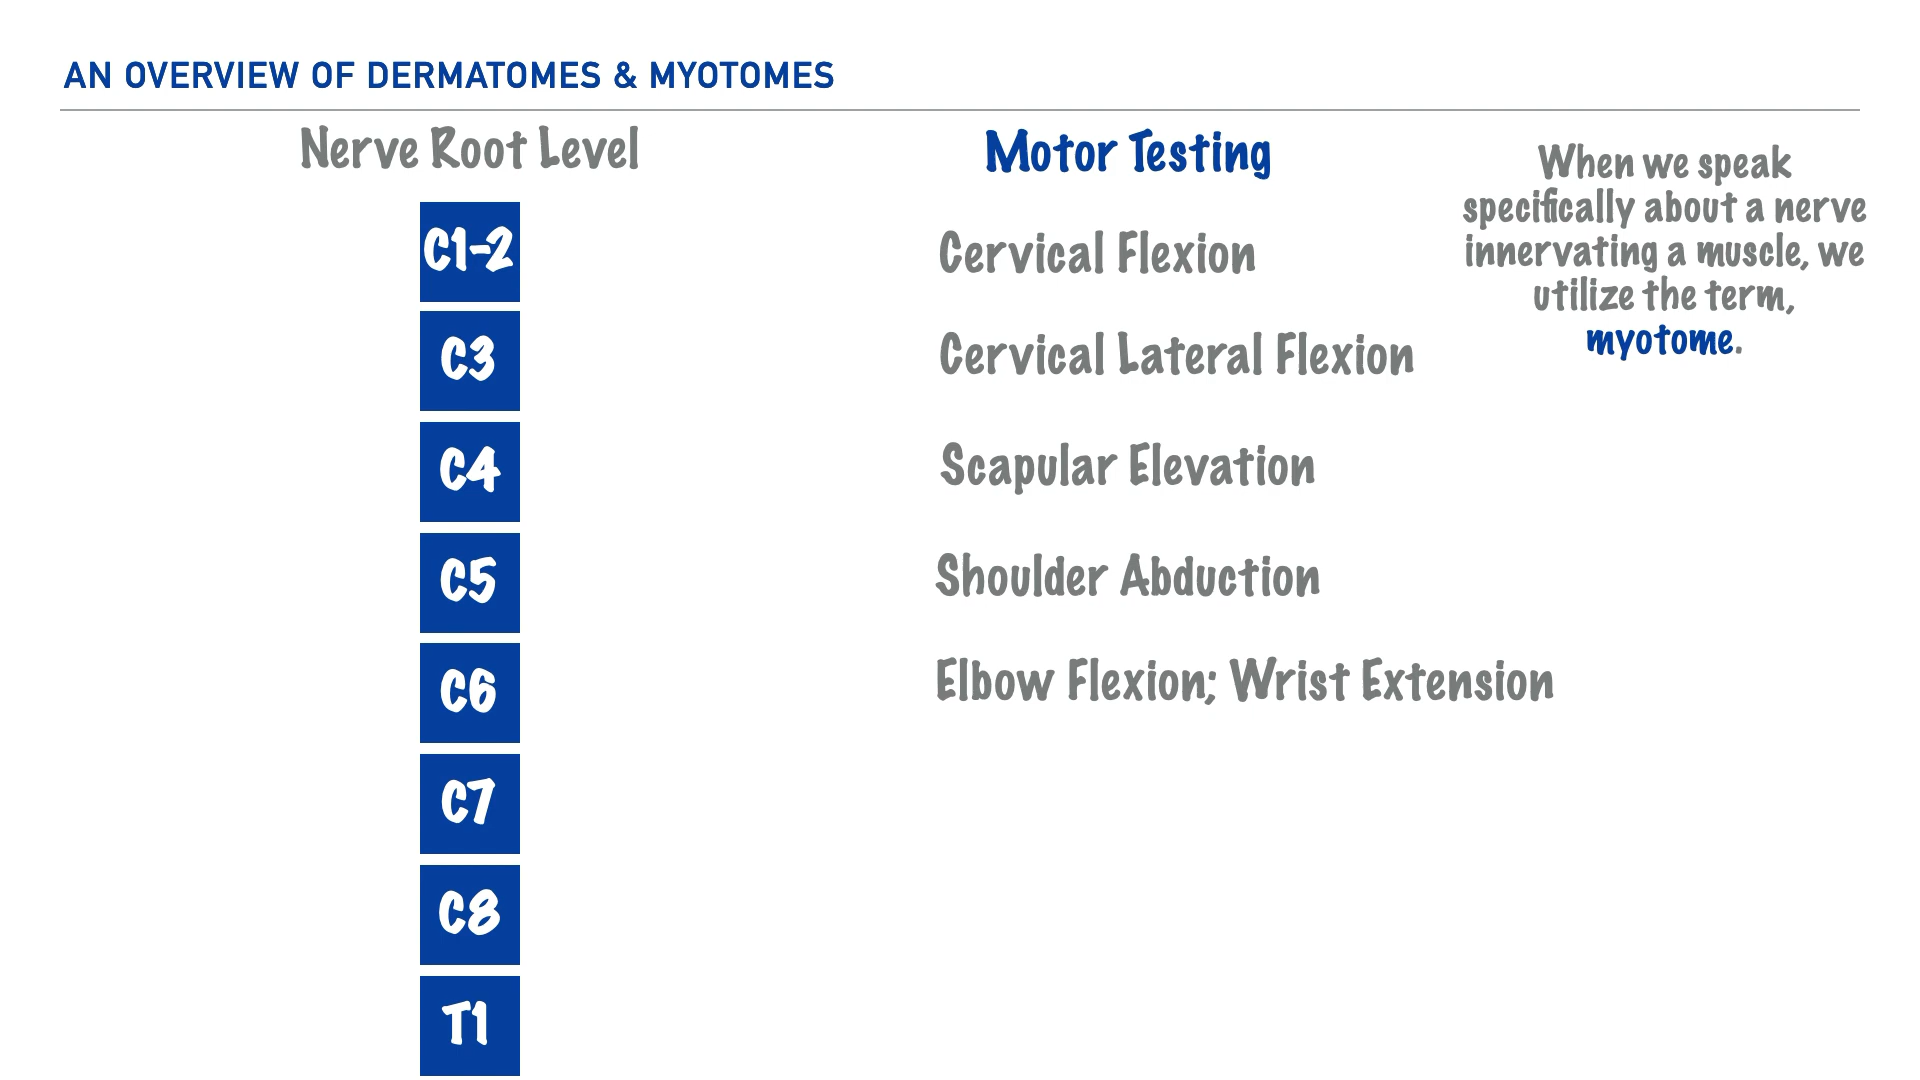 AN OVERVIEW OF DERMATOMES & MYOTOMES
Nerve Root Level
Motor Testing
When we speak
specifically about a nerve
innervating a muscle, we
utilize the term,
myotome.
C1-2
Cervical Flexion
C3
Cervical Lateral Flexion
C4
Scapular Elevation
C5
Shoulder Abduction
C6
Elbow Flexion; Wrist Extension
C7
C8
T1